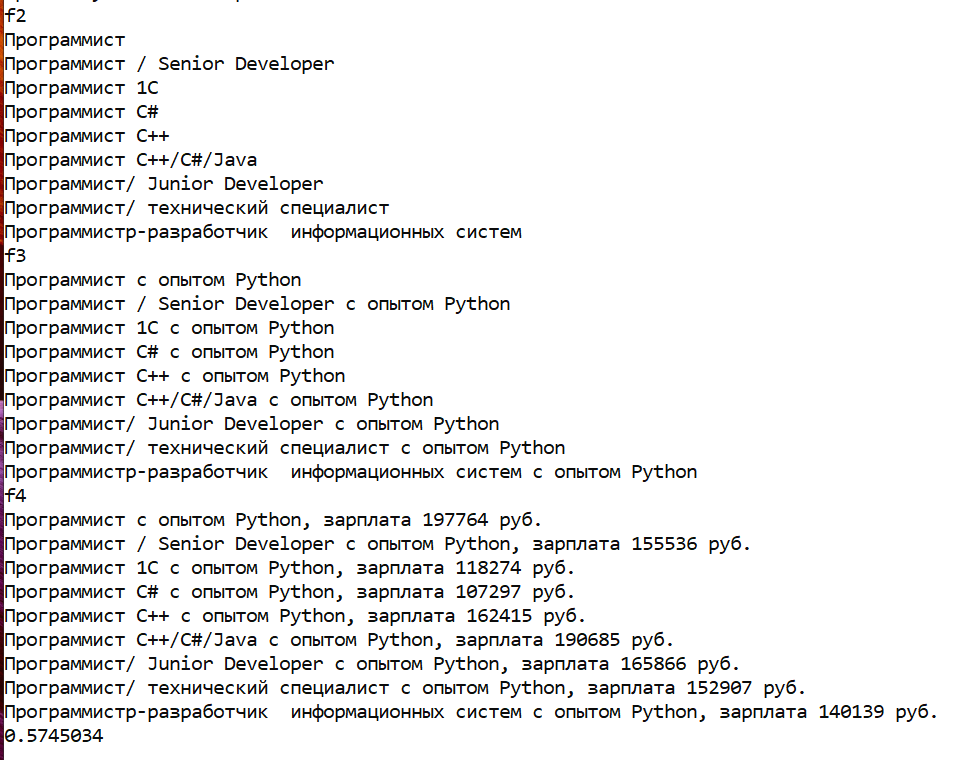 f2
Программист
Программист / Senior Developer
Программист 1C
Программист C#
Программист C++
Программист C++/C#/Java
Программист/ Junior Developer
Программист/ технический специалист
Программистр-разработчик  информационных систем
f3
Программист с опытом Python
Программист / Senior Developer с опытом Python
Программист 1C с опытом Python
Программист C# с опытом Python
Программист C++ с опытом Python
Программист C++/C#/Java с опытом Python
Программист/ Junior Developer с опытом Python
Программист/ технический специалист с опытом Python
Программистр-разработчик  информационных систем с опытом Python
f4
Программист с опытом Python, зарплата 197764 руб.
Программист / Senior Developer с опытом Python, зарплата 155536 руб.
Программист 1C с опытом Python, зарплата 118274 руб.
Программист C# с опытом Python, зарплата 107297 руб.
Программист C++ с опытом Python, зарплата 162415 руб.
Программист C++/C#/Java с опытом Python, зарплата 190685 руб.
Программист/ Junior Developer с опытом Python, зарплата 165866 руб.
Программист/ технический специалист с опытом Python, зарплата 152907 руб.
Программистр-разработчик  информационных систем с опытом Python, зарплата 140139 руб.
0.5745034